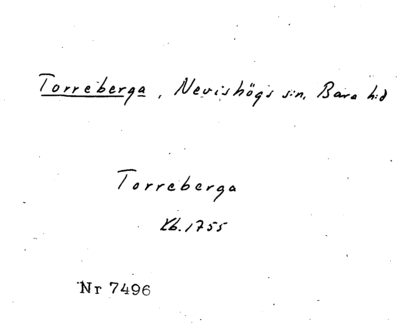 Torreberga, Nevishögs sn, Bara hd
Torreberga
Kb. 1755
Nr 7496